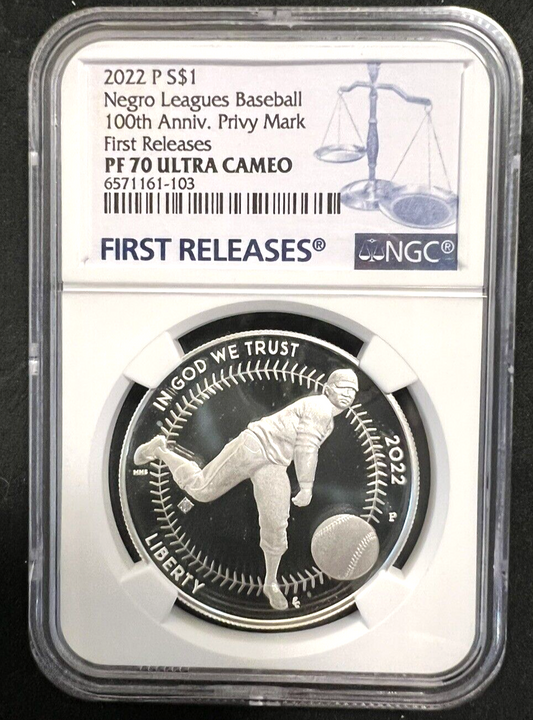 2022 P S$1
Negro Leagues Baseball
100th Anniv. Privy Mark
First Releases
PF 70 ULTRA CAMEO
6571161-103
FIRST RELEASES®
NGC®
IN GOD WE TRUST
2022
P
MMB
LIBERTY